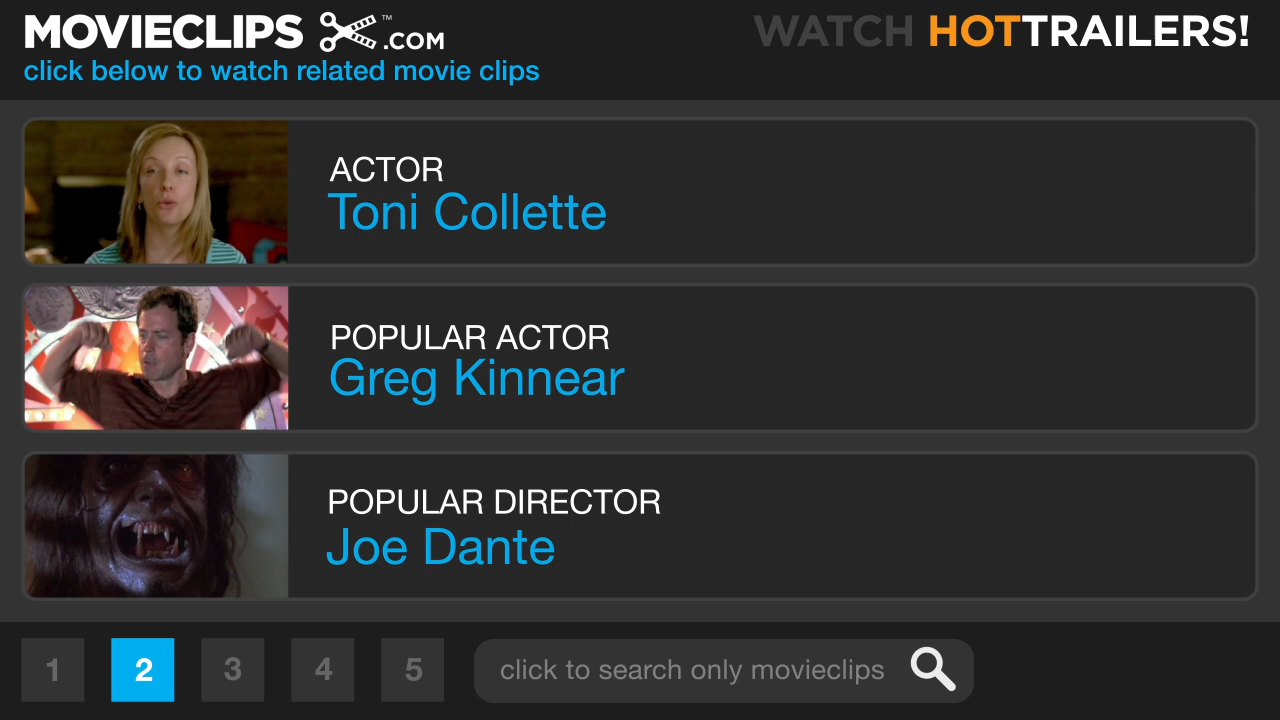 MOVIECLIPS ™ .COM
WATCH HOTTRAILERS!
click below to watch related movie clips
ACTOR
Toni Collette
POPULAR ACTOR
Greg Kinnear
POPULAR DIRECTOR
Joe Dante
1 2 3 4 5 click to search only movieclips